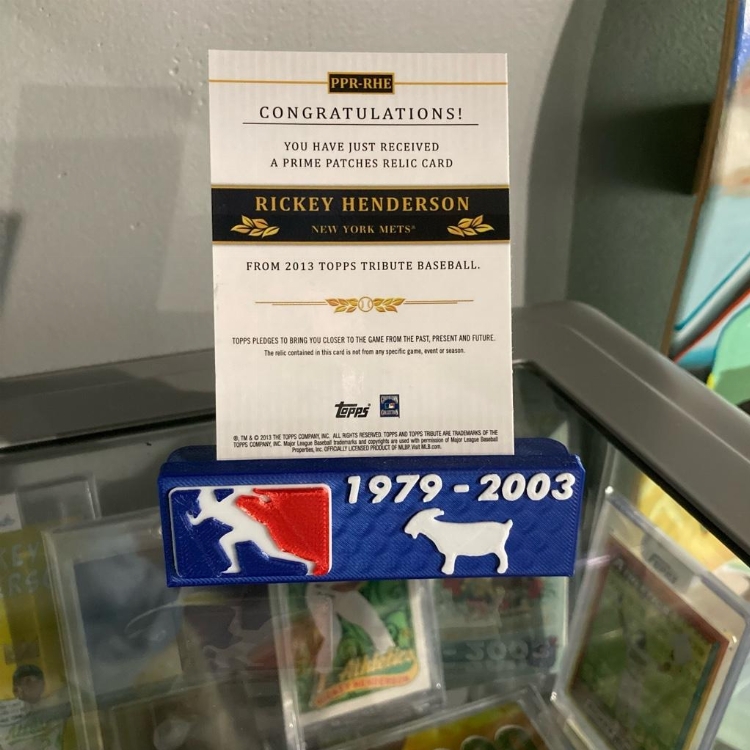 PPR-RHE
CONGRATULATIONS!
YOU HAVE JUST RECEIVED
A PRIME PATCHES RELIC CARD
RICKEY HENDERSON
NEW YORK METS®
FROM 2013 TOPPS TRIBUTE BASEBALL.
TOPPS PLEDGES TO BRING YOU CLOSER TO THE GAME FROM THE PAST, PRESENT AND FUTURE.
The relic contained in this card is not from any specific game, event or season.
Topps
®, TM & © 2013 THE TOPPS COMPANY, INC. ALL RIGHTS RESERVED. TOPPS AND TOPPS TRIBUTE ARE TRADEMARKS OF THE
TOPPS COMPANY, INC. Major League Baseball trademarks and copyrights are used with permission of Major League Baseball
Properties, Inc. OFFICIALLY LICENSED PRODUCT OF MLBP. Visit MLB.com.
1979 - 2003
Athletics
RICKEY HENDERSON